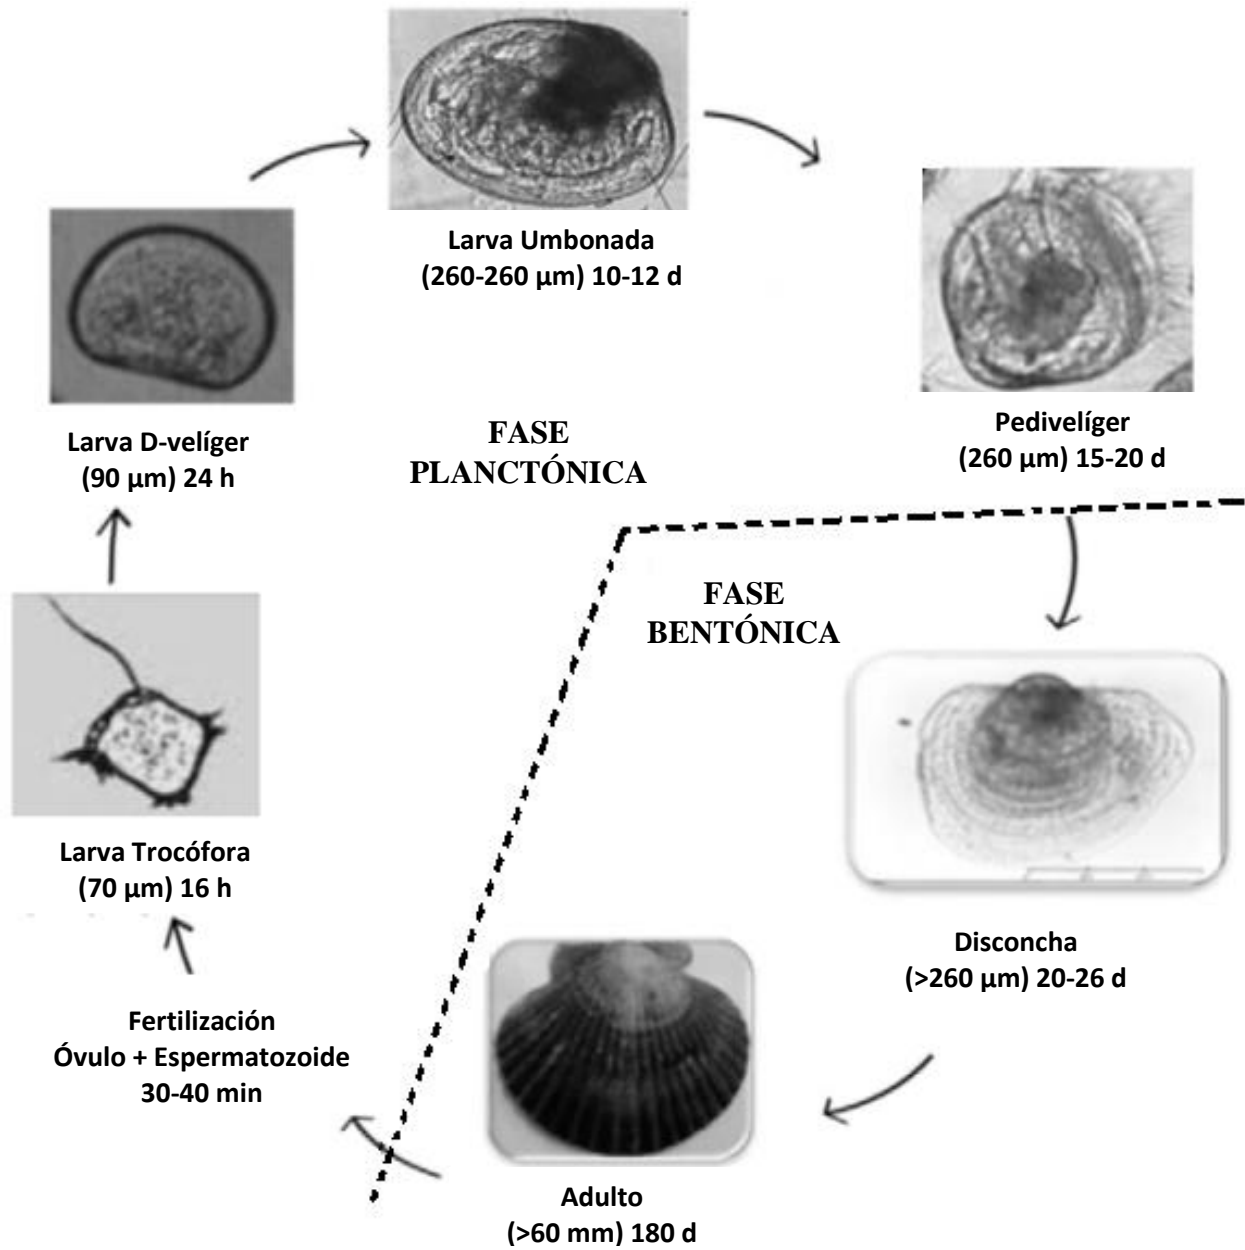 Larva Umbonada
(260-260 µm) 10-12 d
Pedivelíger
(260 µm) 15-20 d
Larva D-velíger
(90 µm) 24 h
FASE
PLANCTÓNICA
FASE
BENTÓNICA
Larva Trocófora
(70 µm) 16 h
Disconcha
(>260 µm) 20-26 d
Fertilización
Óvulo + Espermatozoide
30-40 min
Adulto
(>60 mm) 180 d